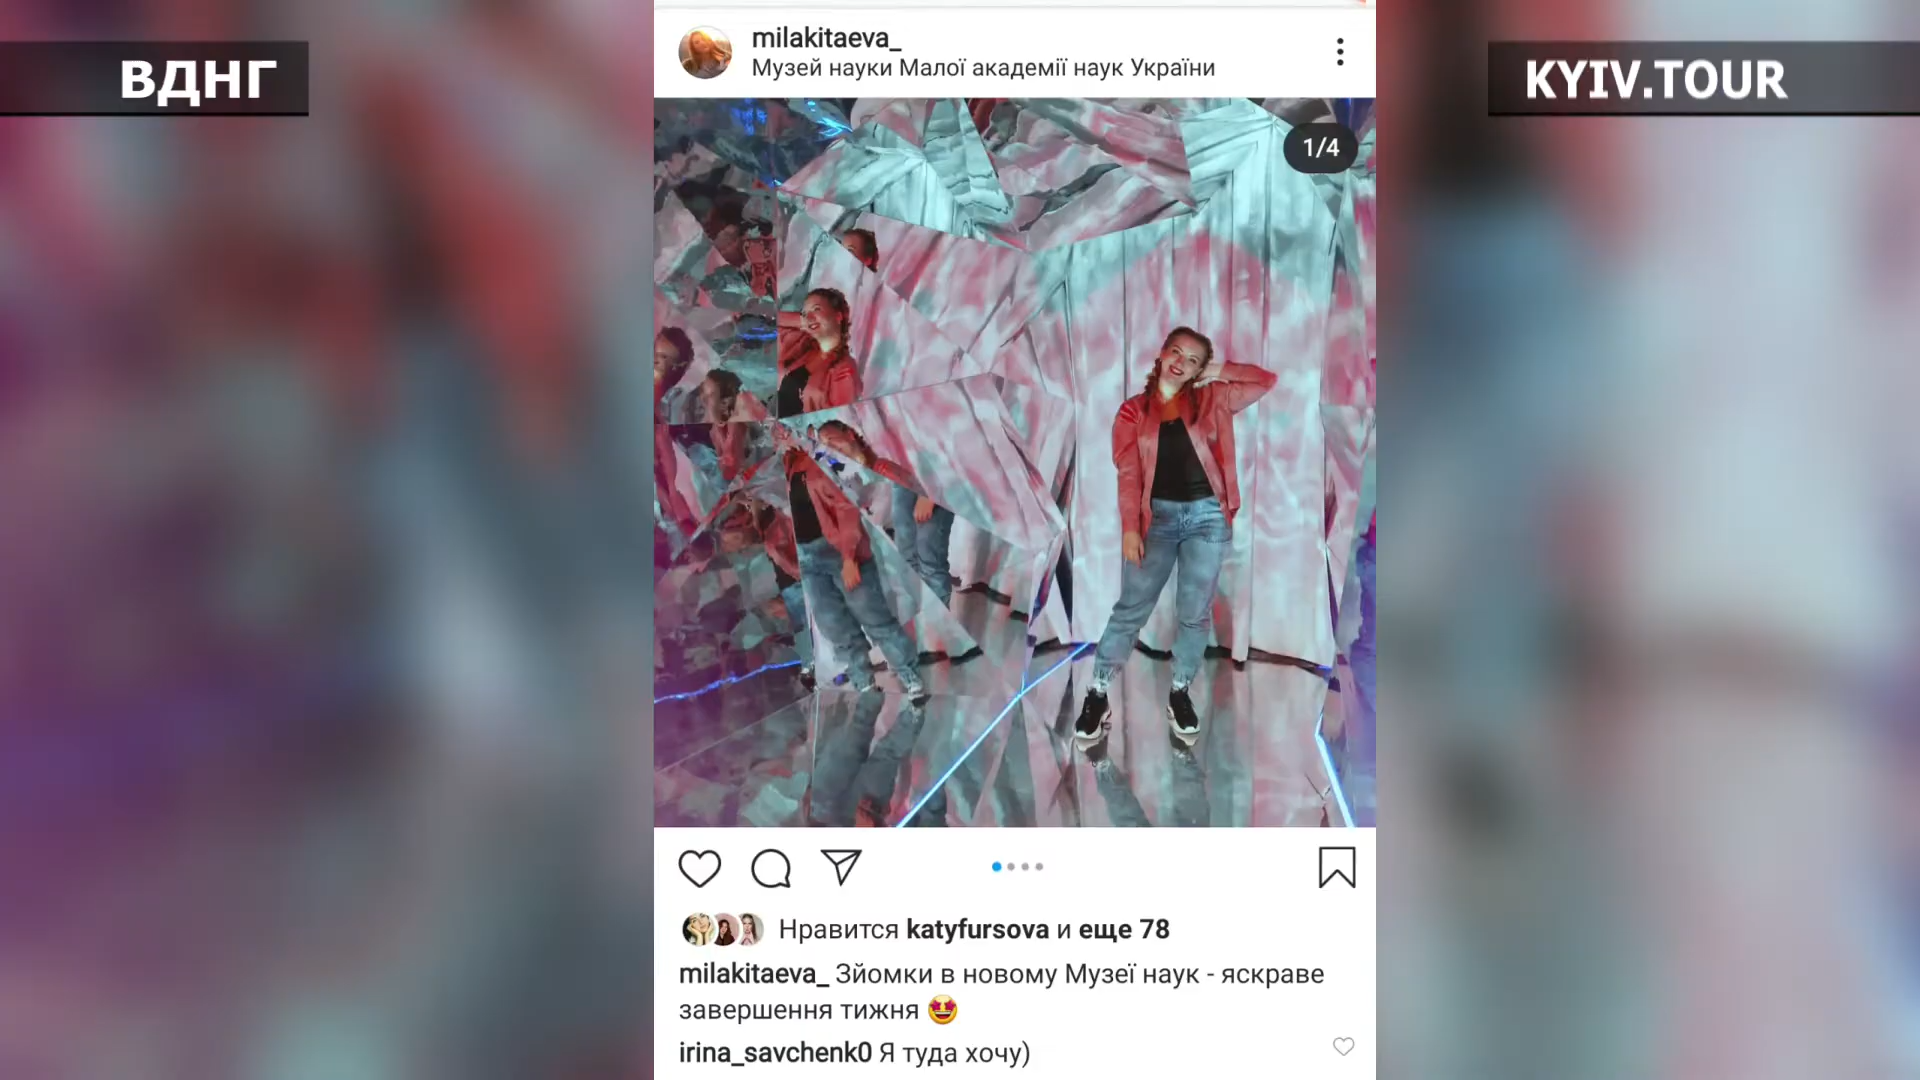 ВДНГ
KYIV.TOUR
milakitaeva_
Музей науки Малої академії наук України
1/4
Нравится katyfursova и еще 78
milakitaeva_ Зйомки в новому Музеї наук - яскраве
завершення тижня 🤩
irina_savchenk0 Я туда хочу)